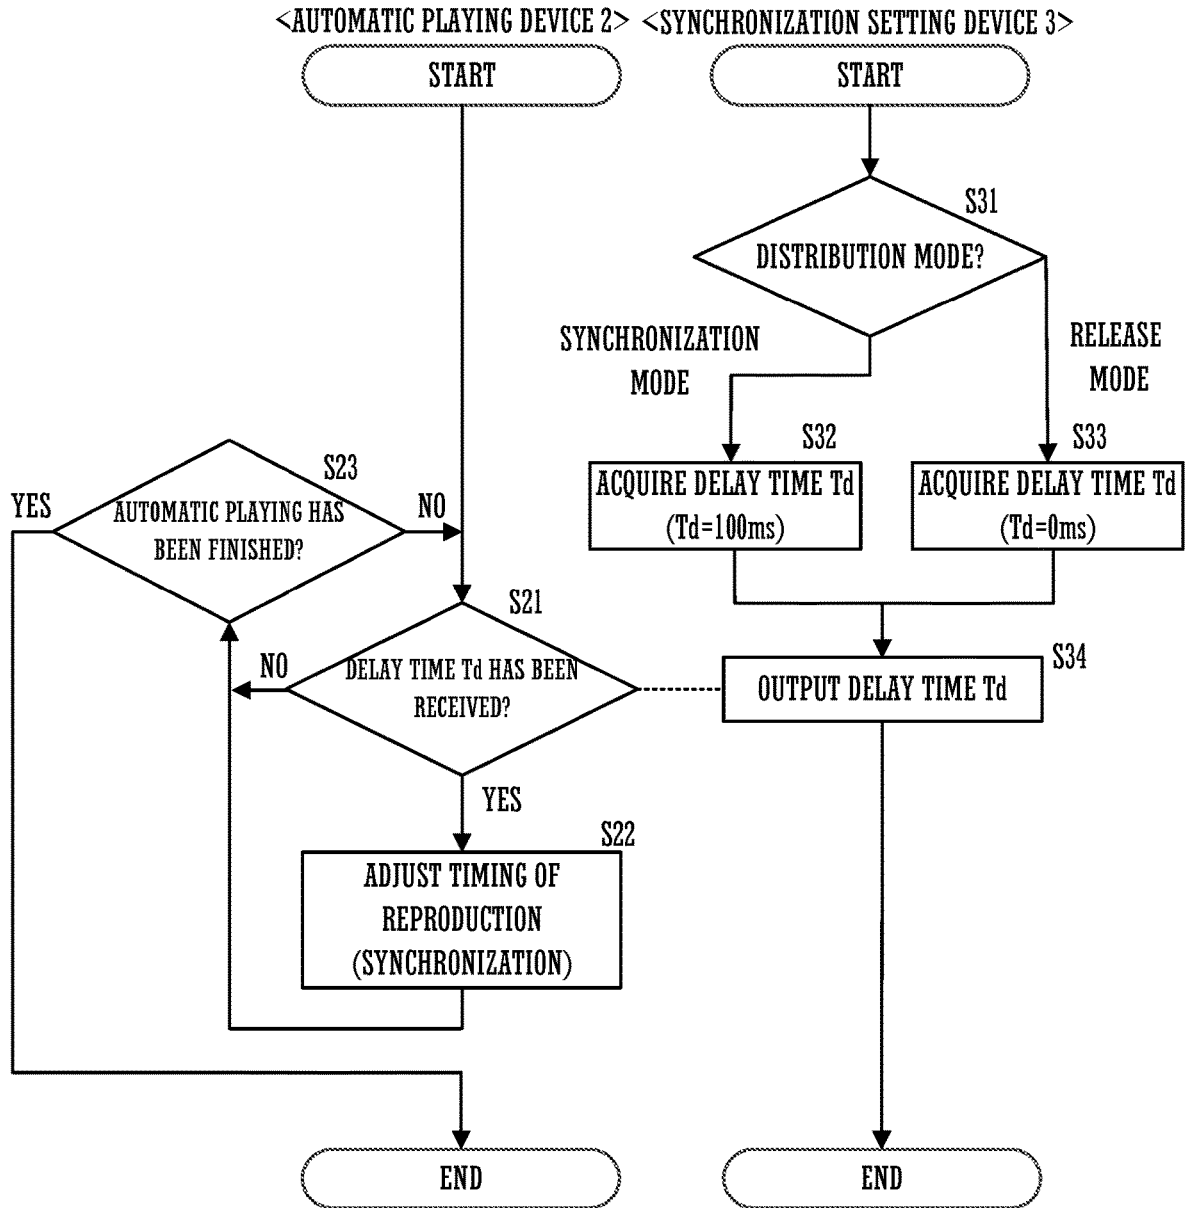 <AUTOMATIC PLAYING DEVICE 2>
<SYNCHRONIZATION SETTING DEVICE 3>
START
START
S31
DISTRIBUTION MODE?
SYNCHRONIZATION
MODE
RELEASE
MODE
S32
S33
ACQUIRE DELAY TIME Td
(Td=100ms)
ACQUIRE DELAY TIME Td
(Td=0ms)
S23
YES
AUTOMATIC PLAYING HAS
BEEN FINISHED?
NO
S21
NO
DELAY TIME Td HAS BEEN
RECEIVED?
S34
OUTPUT DELAY TIME Td
YES
S22
ADJUST TIMING OF
REPRODUCTION
(SYNCHRONIZATION)
END
END